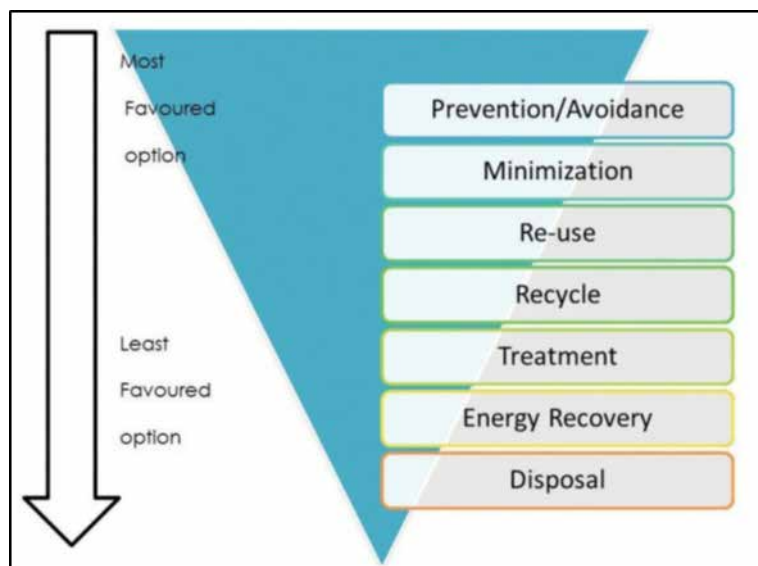 Most
Favoured
option
Prevention/Avoidance
Minimization
Re-use
Recycle
Least
Favoured
option
Treatment
Energy Recovery
Disposal